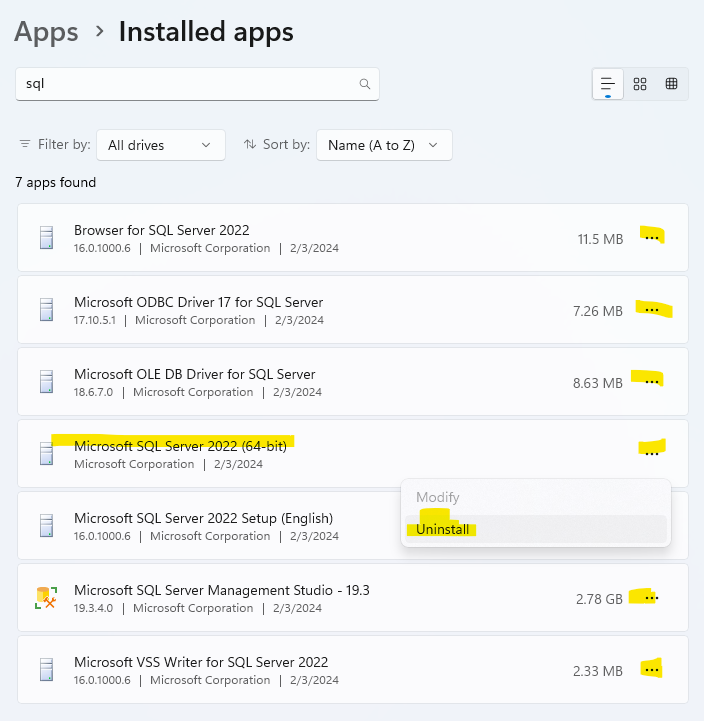 Apps > Installed apps
sql
Filter by: All drives Sort by: Name (A to Z)
7 apps found
Browser for SQL Server 2022
16.0.1000.6 | Microsoft Corporation | 2/3/2024
11.5 MB ...
Microsoft ODBC Driver 17 for SQL Server
17.10.5.1 | Microsoft Corporation | 2/3/2024
7.26 MB ...
Microsoft OLE DB Driver for SQL Server
18.6.7.0 | Microsoft Corporation | 2/3/2024
8.63 MB ...
Microsoft SQL Server 2022 (64-bit)
Microsoft Corporation | 2/3/2024
...
Modify
Uninstall
Microsoft SQL Server 2022 Setup (English)
16.0.1000.6 | Microsoft Corporation | 2/3/2024
Microsoft SQL Server Management Studio - 19.3
19.3.4.0 | Microsoft Corporation | 2/3/2024
2.78 GB ...
Microsoft VSS Writer for SQL Server 2022
16.0.1000.6 | Microsoft Corporation | 2/3/2024
2.33 MB ...